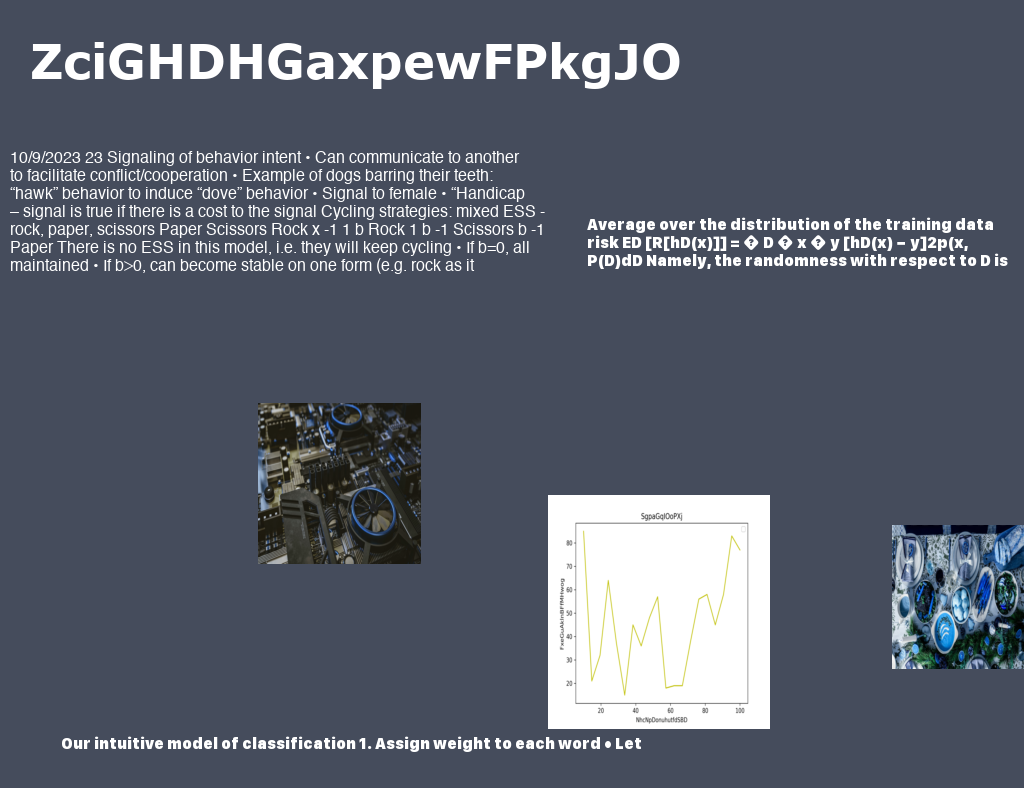 ZciGHDHGaxpewFPkgJO
10/9/2023 23 Signaling of behavior intent • Can communicate to another
to facilitate conflict/cooperation • Example of dogs barring their teeth:
“hawk” behavior to induce “dove” behavior • Signal to female • “Handicap
– signal is true if there is a cost to the signal Cycling strategies: mixed ESS -
rock, paper, scissors Paper Scissors Rock x -1 1 b Rock 1 b -1 Scissors b -1
Paper There is no ESS in this model, i.e. they will keep cycling • If b=0, all
maintained • If b>0, can become stable on one form (e.g. rock as it
Average over the distribution of the training data
risk ED [R[hD(x)]] = � D � x � y [hD(x) − y]2p(x,
P(D)dD Namely, the randomness with respect to D is
SgpaGqIOoPXj
80
70
60
50
40
30
20
20 40 60 80 100
NhcNpDonuhutfdSBD
Our intuitive model of classification 1. Assign weight to each word • Let